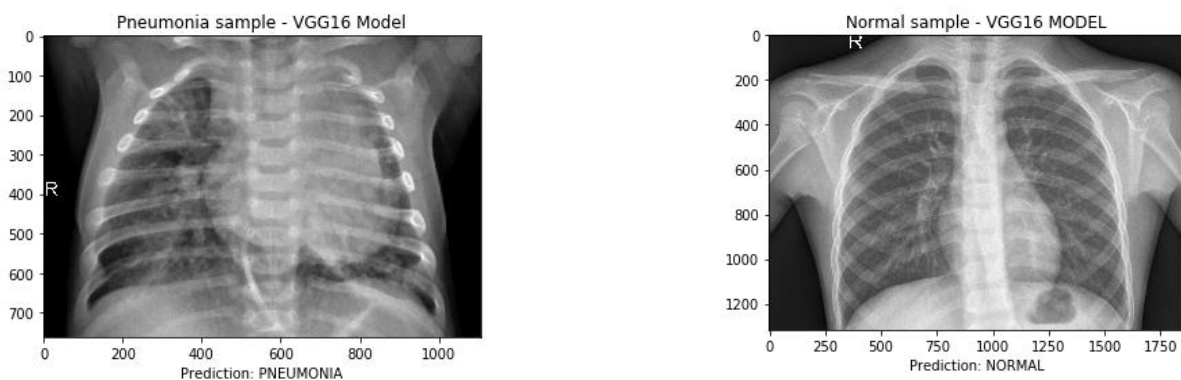 Pneumonia sample - VGG16 Model
0
100
200
300
400
500
600
700
R
0 200 400 600 800 1000
Prediction: PNEUMONIA
Normal sample - VGG16 MODEL
0
200
400
600
800
1000
1200
R
0 250 500 750 1000 1250 1500 1750
Prediction: NORMAL